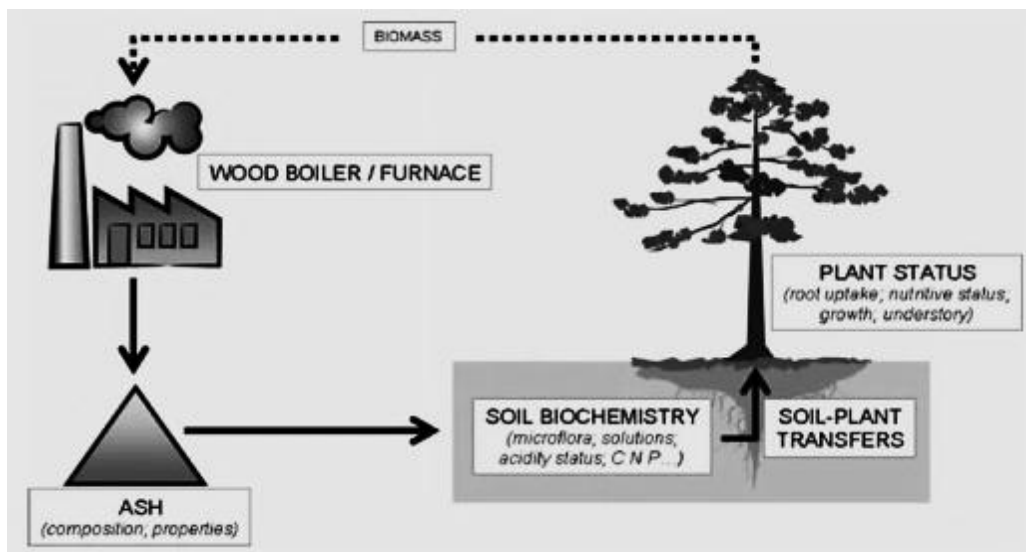 BIOMASS
WOOD BOILER / FURNACE
PLANT STATUS
(root uptake; nutritive status;
growth; understory)
SOIL BIOCHEMISTRY
(microflora; solutions;
acidity status; C N P...)
SOIL-PLANT
TRANSFERS
ASH
(composition; properties)